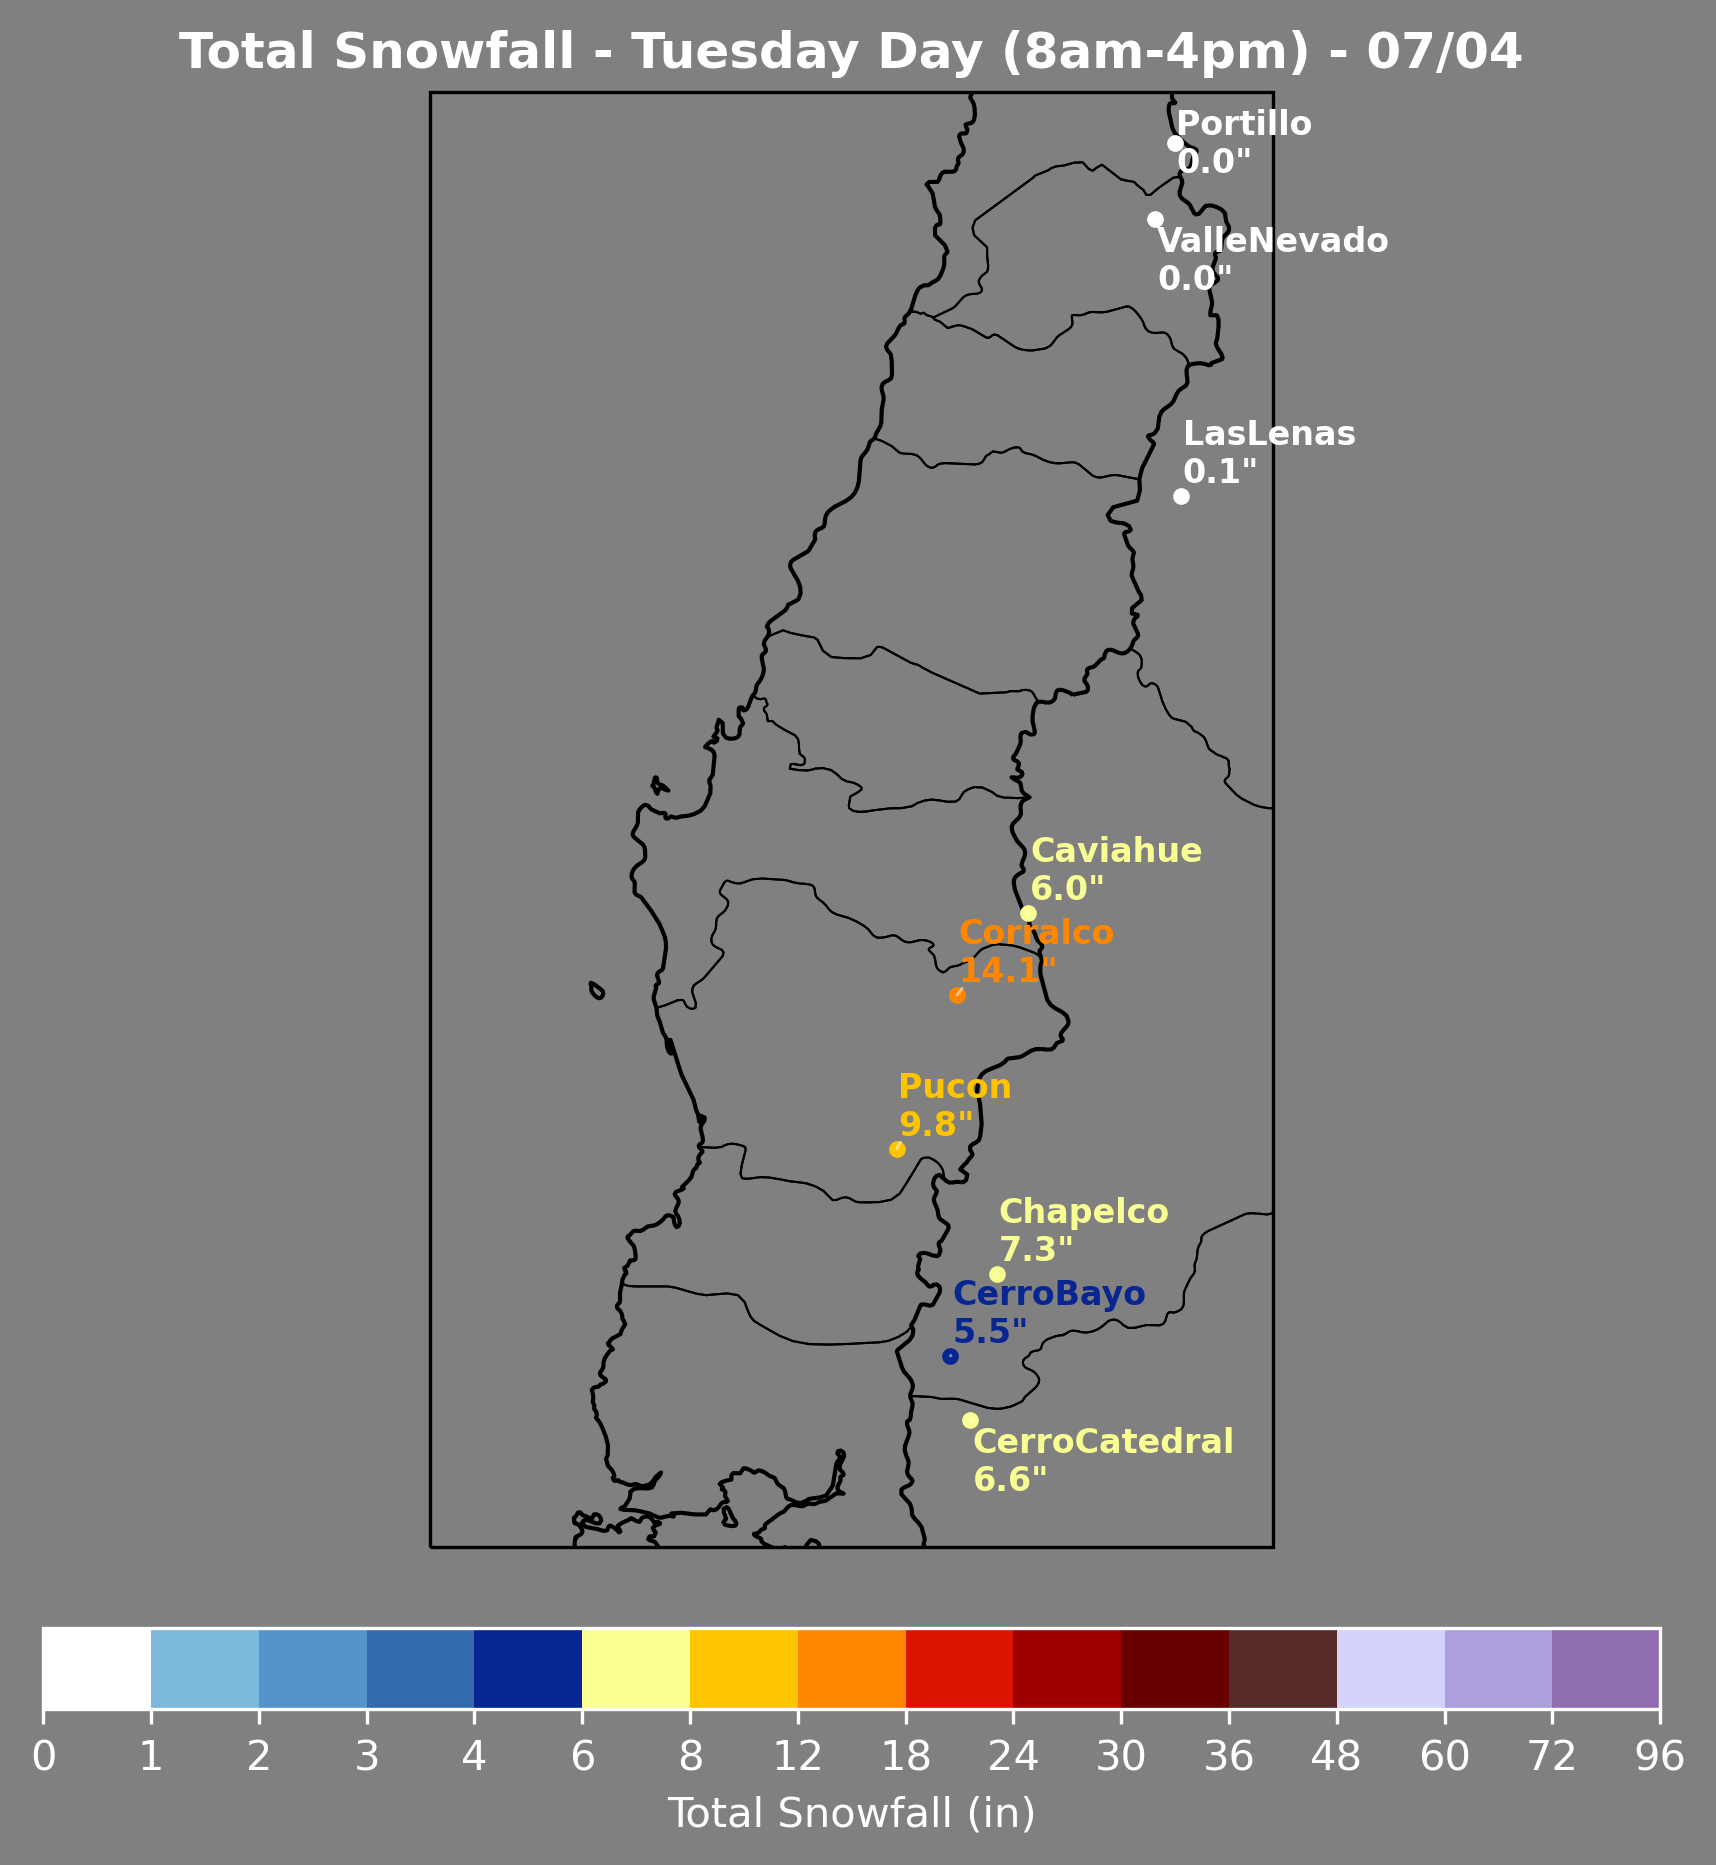 Total Snowfall - Tuesday Day (8am-4pm) - 07/04
Portillo
0.0"
ValleNevado
0.0"
LasLenas
0.1"
Caviahue
6.0"
Corralco
14.1"
Pucon
9.8"
Chapelco
7.3"
CerroBayo
5.5"
CerroCatedral
6.6"
0 1 2 3 4 6 8 12 18 24 30 36 48 60 72 96
Total Snowfall (in)